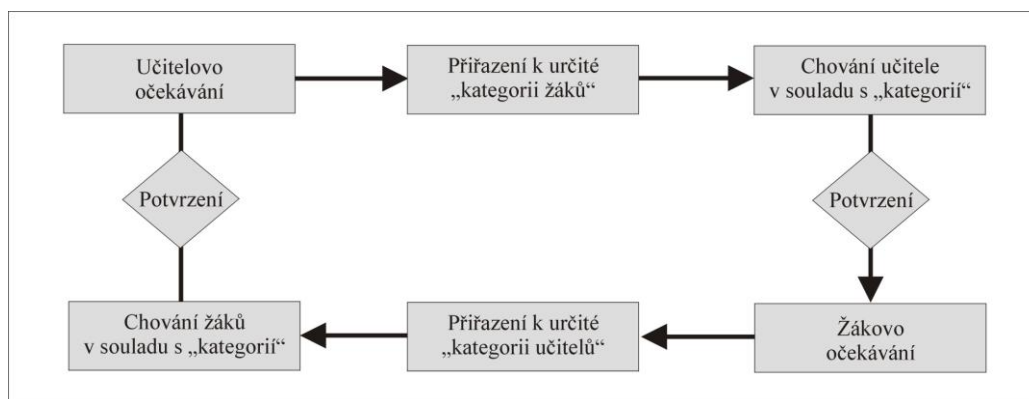 Učitelovo
očekávání
Přiřazení k určité
„kategorii žáků“
Chování učitele
v souladu s „kategorií“
Potvrzení
Potvrzení
Chování žáků
v souladu s „kategorií“
Přiřazení k určité
„kategorii učitelů“
Žákovo
očekávání